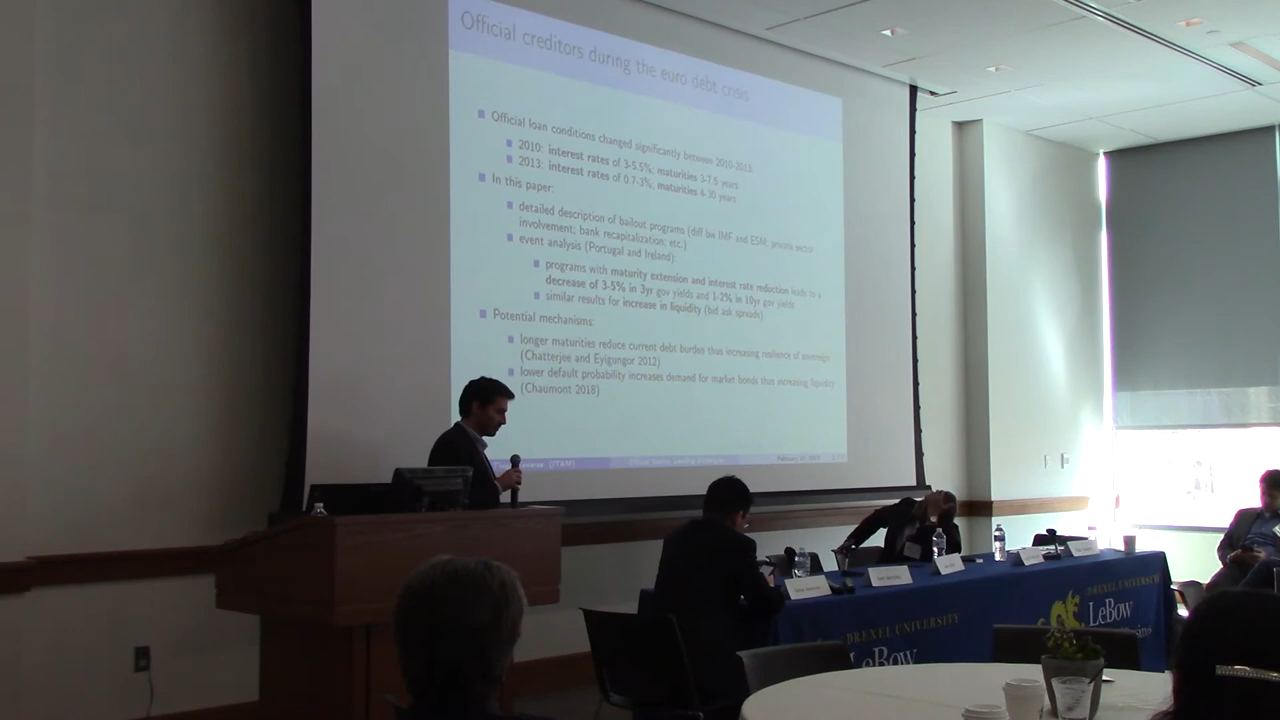 Official creditors during the euro debt crisis
Official loan conditions changed significantly between 2010-2013:
2010: interest rates of 3-5.5%; maturities 3-7.5 years
2013: interest rates of 0.7-3%; maturities 4-30 years
In this paper:
detailed description of bailout programs (diff bw IMF and ESM; private sector
involvement; bank recapitalization; etc.)
event analysis (Portugal and Ireland):
programs with maturity extension and interest rate reduction leads to a
decrease of 3-5% in 3yr gov yields and 1-2% in 10yr gov yields
similar results for increase in liquidity (bid ask spreads)
Potential mechanisms:
longer maturities reduce current debt burden thus increasing resilience of sovereign
(Chatterjee and Eyigungor 2012)
lower default probability increases demand for market bonds thus increasing liquidity
(Chaumont 2018)
(ITAM)
DREXEL UNIVERSITY
LeBow
DREXEL UNIVERSITY
LeBow